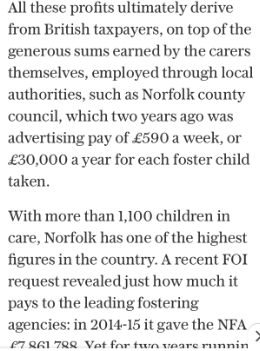 All these profits ultimately derive
from British taxpayers, on top of the
generous sums earned by the carers
themselves, employed through local
authorities, such as Norfolk county
council, which two years ago was
advertising pay of £590 a week, or
£30,000 a year for each foster child
taken.
With more than 1,100 children in
care, Norfolk has one of the highest
figures in the country. A recent FOI
request revealed just how much it
pays to the leading fostering
agencies: in 2014-15 it gave the NFA
£7,861,788. Yet for two years runnin